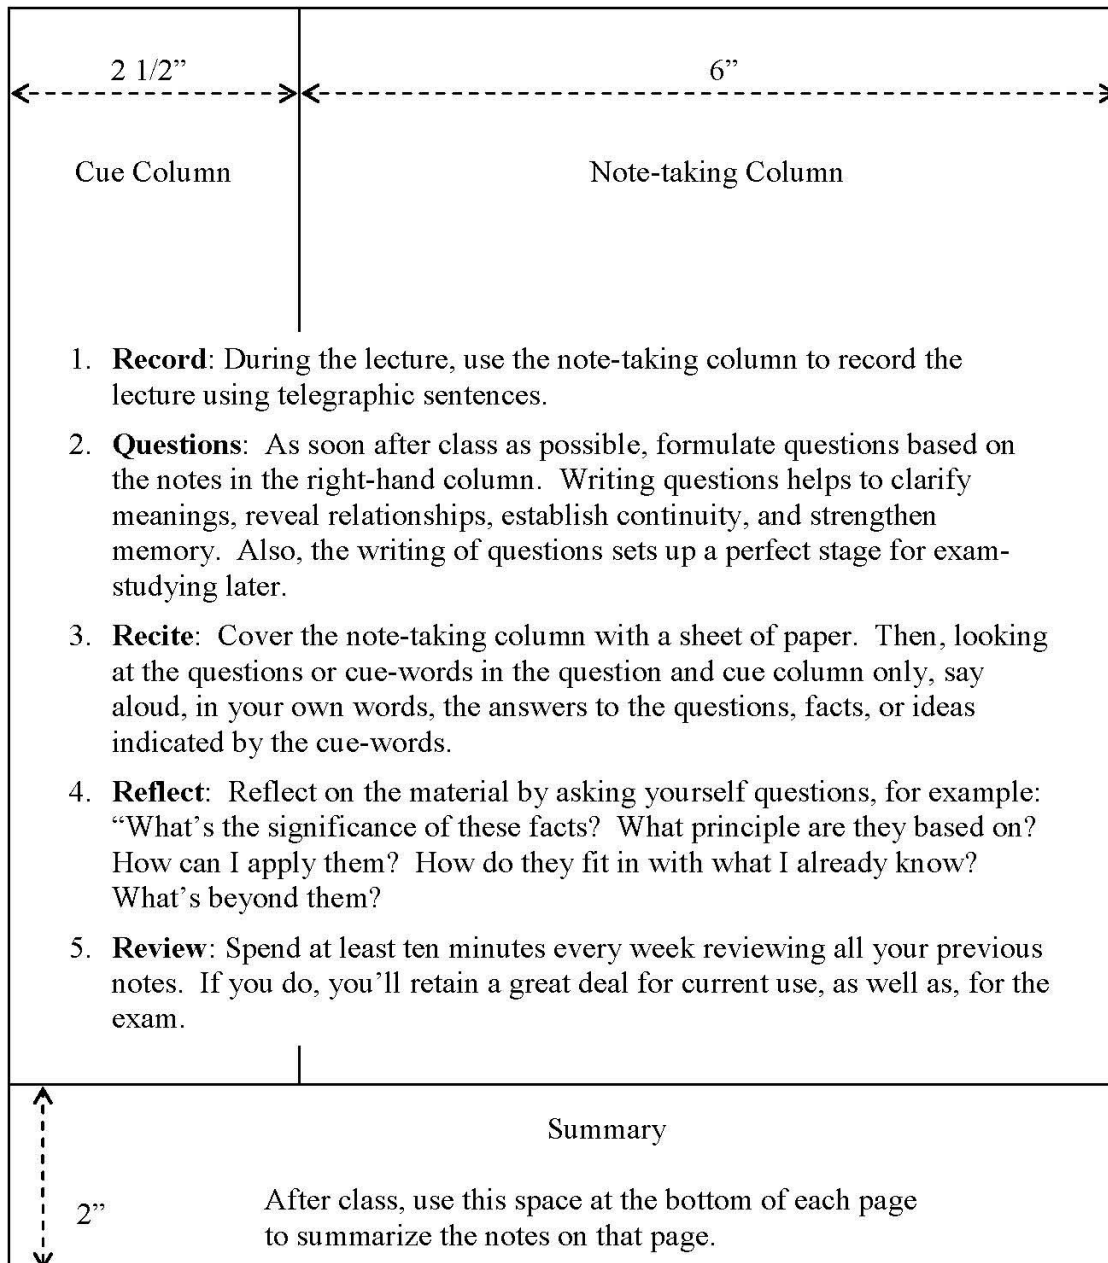 2 1/2” 6”
Cue Column Note-taking Column
1. Record: During the lecture, use the note-taking column to record the
lecture using telegraphic sentences.
2. Questions: As soon after class as possible, formulate questions based on
the notes in the right-hand column. Writing questions helps to clarify
meanings, reveal relationships, establish continuity, and strengthen
memory. Also, the writing of questions sets up a perfect stage for exam-
studying later.
3. Recite: Cover the note-taking column with a sheet of paper. Then, looking
at the questions or cue-words in the question and cue column only, say
aloud, in your own words, the answers to the questions, facts, or ideas
indicated by the cue-words.
4. Reflect: Reflect on the material by asking yourself questions, for example:
“What’s the significance of these facts? What principle are they based on?
How can I apply them? How do they fit in with what I already know?
What’s beyond them?
5. Review: Spend at least ten minutes every week reviewing all your previous
notes. If you do, you’ll retain a great deal for current use, as well as, for the
exam.
Summary
2”
After class, use this space at the bottom of each page
to summarize the notes on that page.